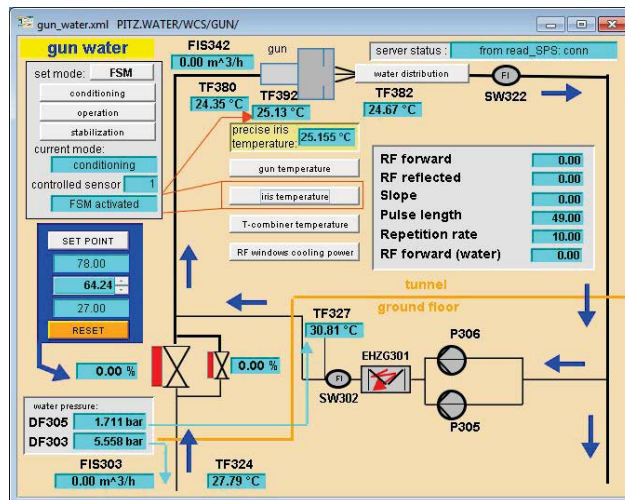 gun_water.xml PITZ.WATER/WCS/GUN/
gun water
FIS342
0.00 m^3/h
gun
server status : from read_SPS: conn
set mode: FSM
conditioning
operation
stabilization
current mode:
conditioning
controlled sensor 1
FSM activated
TF380
24.35 °C
TF392
25.13 °C
water distribution
TF382
24.67 °C
FI
SW322
precise iris
temperature: 25.155 °C
gun temperature
iris temperature
T-combiner temperature
RF windows cooling power
RF forward 0.00
RF reflected 0.00
Slope 0.00
Pulse length 49.00
Repetition rate 10.00
RF forward (water) 0.00
SET POINT
78.00
64.24
27.00
RESET
tunnel
ground floor
TF327
30.81 °C
P306
EHZG301
FI
SW302
P305
0.00 %
0.00 %
water pressure:
DF305 1.711 bar
DF303 5.558 bar
FIS303
0.00 m^3/h
TF324
27.79 °C